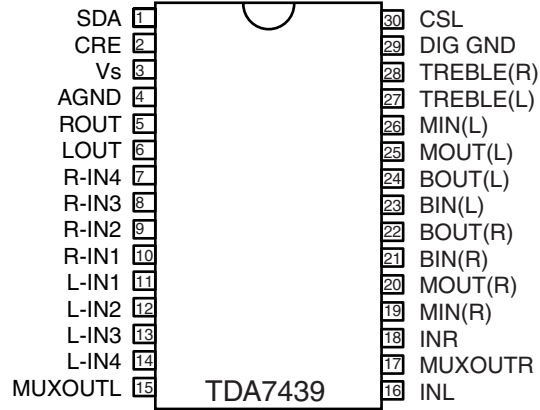 SDA 1 30 CSL
CRE 2 29 DIG GND
Vs 3 28 TREBLE(R)
AGND 4 27 TREBLE(L)
ROUT 5 26 MIN(L)
LOUT 6 25 MOUT(L)
R-IN4 7 24 BOUT(L)
R-IN3 8 23 BIN(L)
R-IN2 9 22 BOUT(R)
R-IN1 10 21 BIN(R)
L-IN1 11 20 MOUT(R)
L-IN2 12 19 MIN(R)
L-IN3 13 18 INR
L-IN4 14 17 MUXOUTR
MUXOUTL 15 TDA7439 16 INL